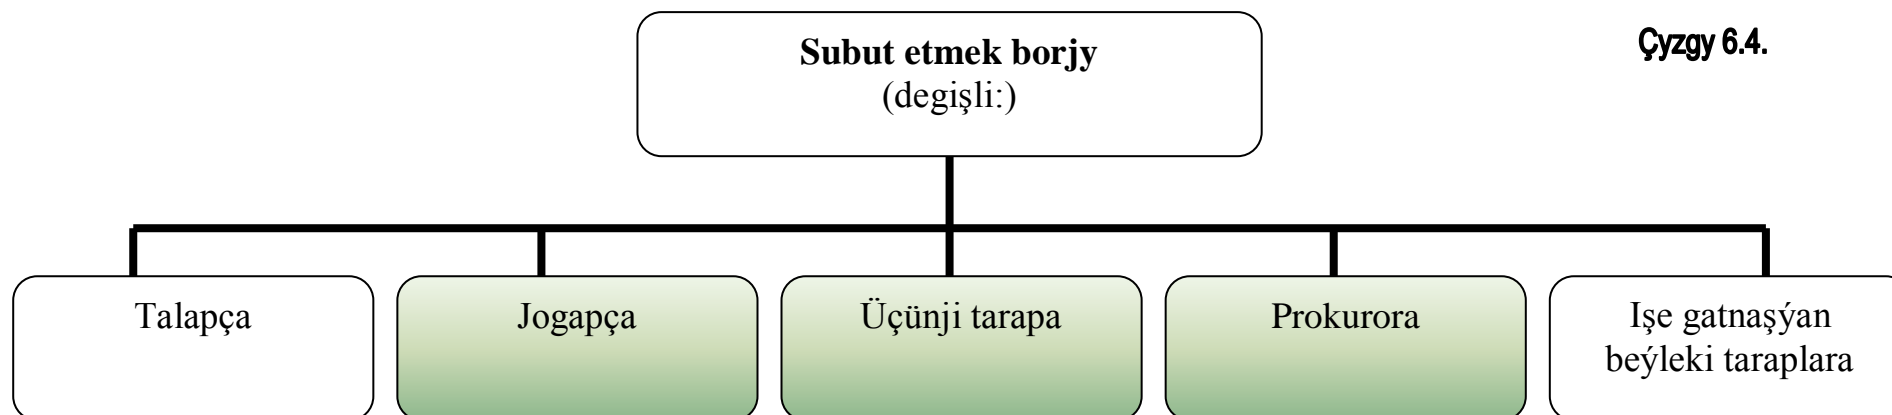 Çyzgy 6.4.
Subut etmek borjy
(degişli:)
Talapça
Jogapça
Üçünji tarapa
Prokurora
Işe gatnaşýan
beýleki taraplara